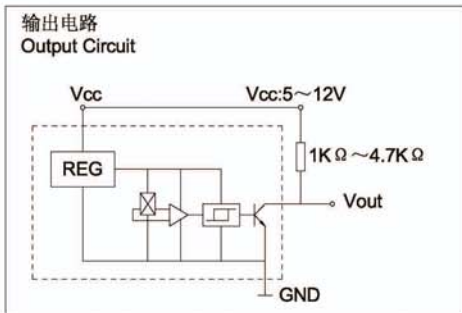 输出电路
Output Circuit
Vcc
Vcc:5～12V
REG
1KΩ～4.7KΩ
Vout
GND